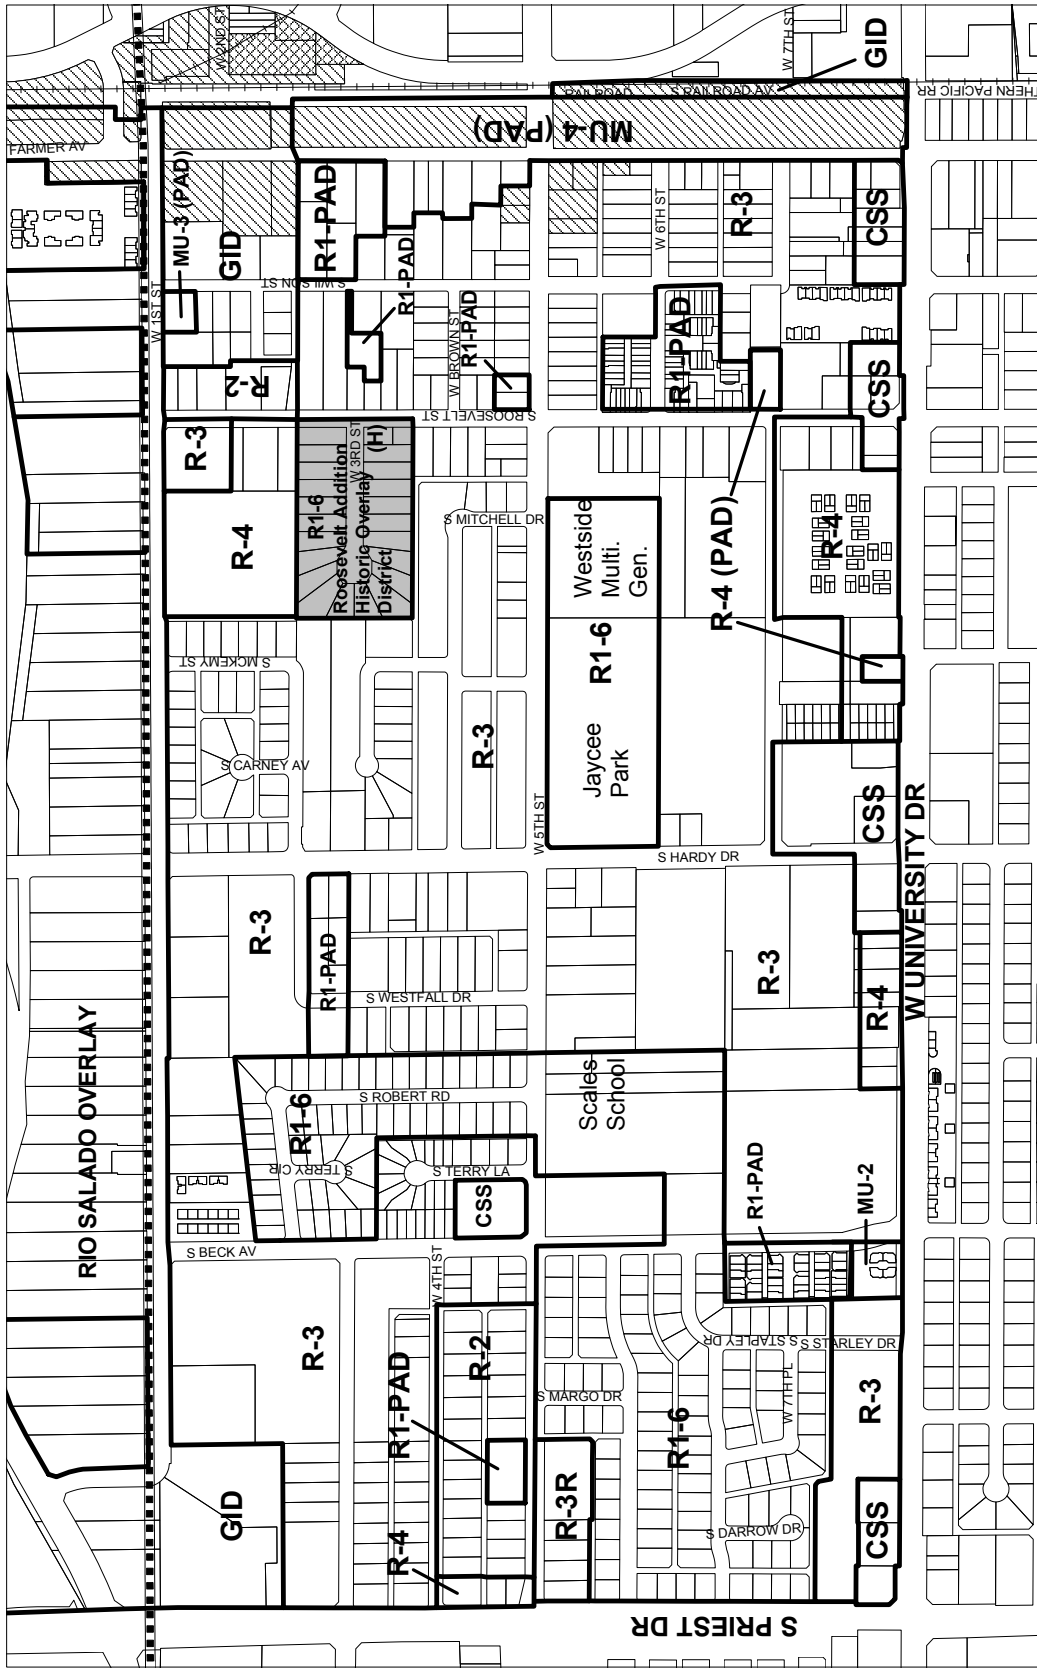 RIO SALADO OVERLAY
W 2ND ST
W 7TH ST
GID
RAILROAD
S RAILROAD AV
THERN PACIFIC RR
FARMER AV
MU-4 (PAD)
W 1ST ST
MU-3 (PAD)
GID
S WILSON ST
R1-PAD
R1-PAD
W BROWN ST
R1-PAD
W 6TH ST
R-3
CSS
R1-PAD
CSS
R-2
S ROOSEVELT ST
R-3
R-4
R1-6
Roosevelt Addition
Historic Overlay
District
(H)
W 3RD ST
S MITCHELL DR
Westside
Multi.
Gen.
R-4 (PAD)
R-4
S MCKEMY ST
S CARNEY AV
R-3
R1-6
Jaycee
Park
W 5TH ST
S HARDY DR
CSS
W UNIVERSITY DR
R-3
R1-PAD
S WESTFALL DR
R-3
R-4
R1-6
S ROBERT RD
S TERRY CIR
S TERRY LA
CSS
Scales
School
R1-PAD
MU-2
S BECK AV
W 4TH ST
R-3
R1-PAD
R-2
R-4
GID
S MARGO DR
R-3R
R1-6
S STAPLEY DR
S STARLEY DR
W 7TH PL
S DARROW DR
R-3
CSS
S PRIEST DR